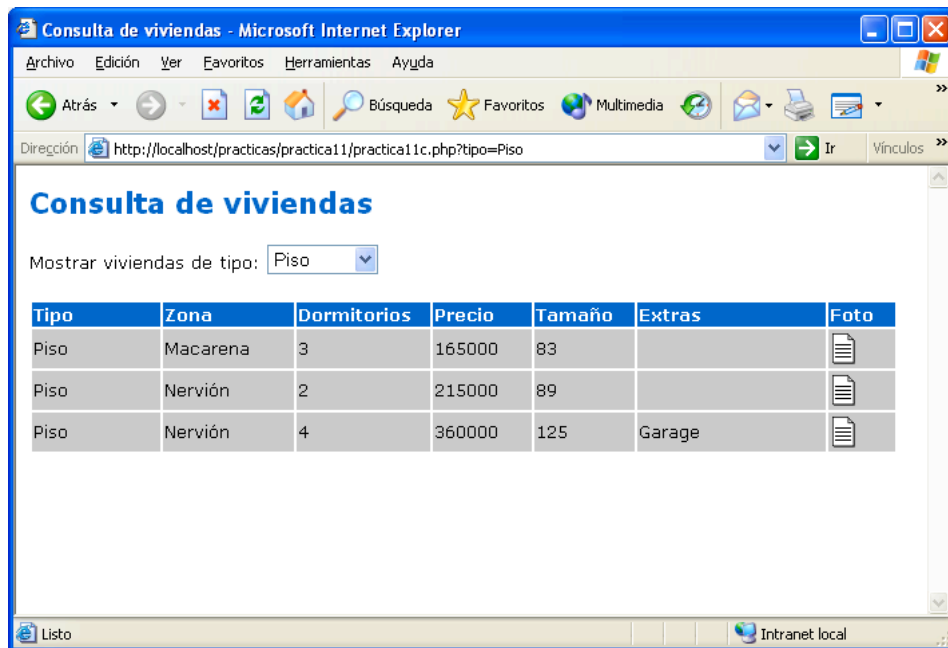 Consulta de viviendas - Microsoft Internet Explorer
Archivo Edición Ver Favoritos Herramientas Ayuda
Atrás Búsqueda Favoritos Multimedia
Dirección http://localhost/practicas/practica11/practica11c.php?tipo=Piso Ir Vínculos
Consulta de viviendas
Mostrar viviendas de tipo: Piso
Tipo Zona Dormitorios Precio Tamaño Extras Foto
Piso Macarena 3 165000 83
Piso Nervión 2 215000 89
Piso Nervión 4 360000 125 Garage
Listo Intranet local